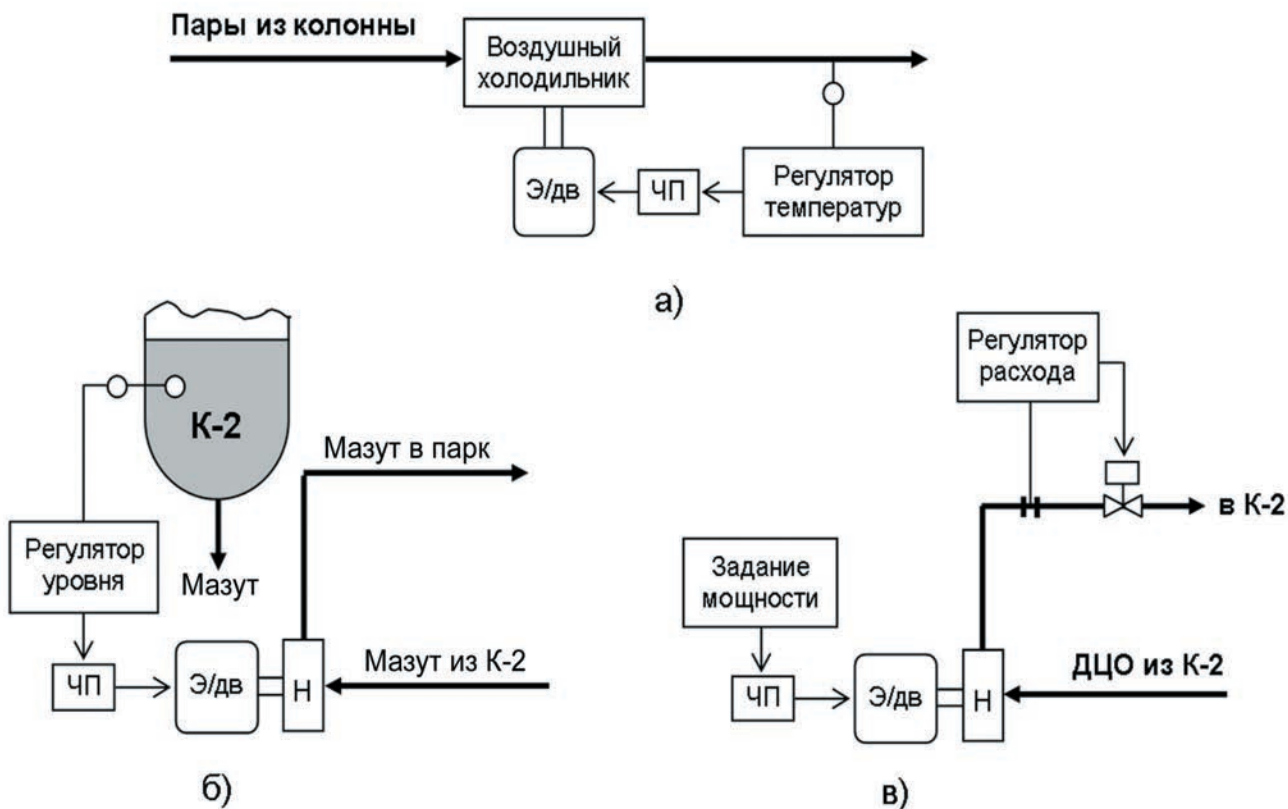 Пары из колонны
Воздушный
холодильник
Э/дв
ЧП
Регулятор
температур
а)
К-2
Мазут в парк
Регулятор
уровня
Мазут
ЧП
Э/дв
Н
Мазут из К-2
б)
Регулятор
расхода
в К-2
Задание
мощности
ЧП
Э/дв
Н
ДЦО из К-2
в)